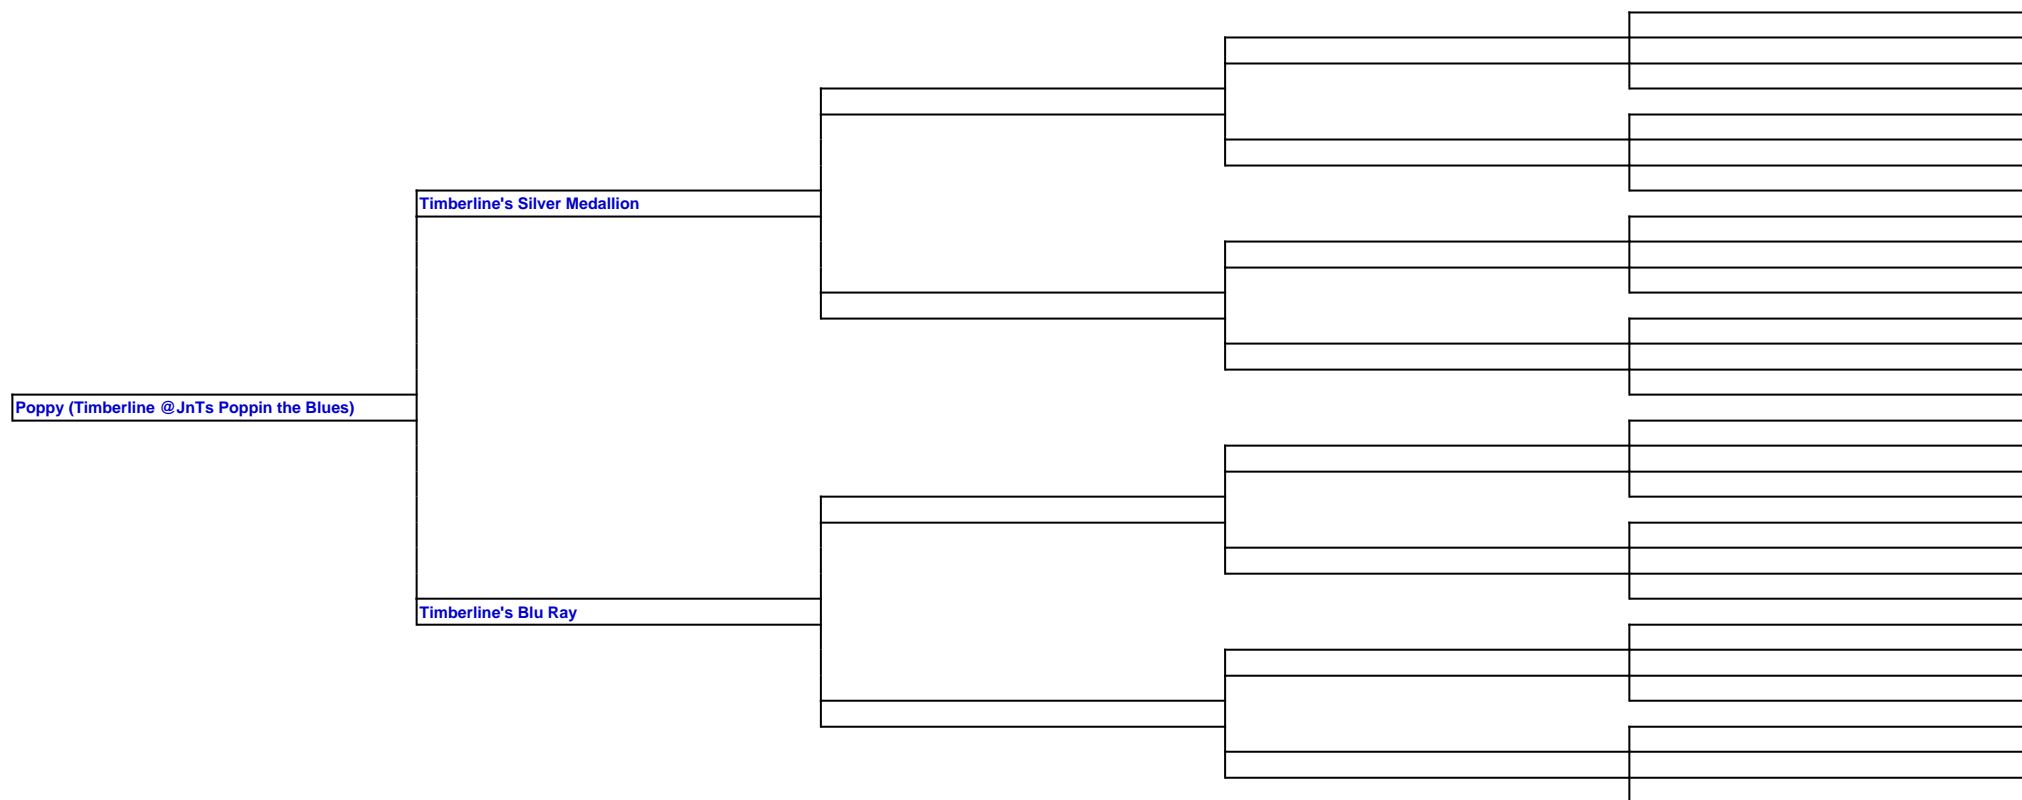 Timberline's Silver Medallion
Poppy (Timberline @JnTs Poppin the Blues)
Timberline's Blu Ray